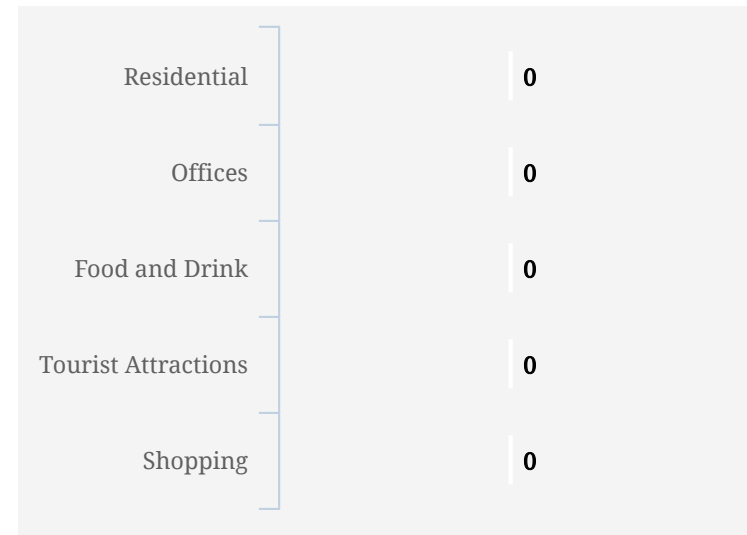 Residential 0
Offices 0
Food and Drink 0
Tourist Attractions 0
Shopping 0